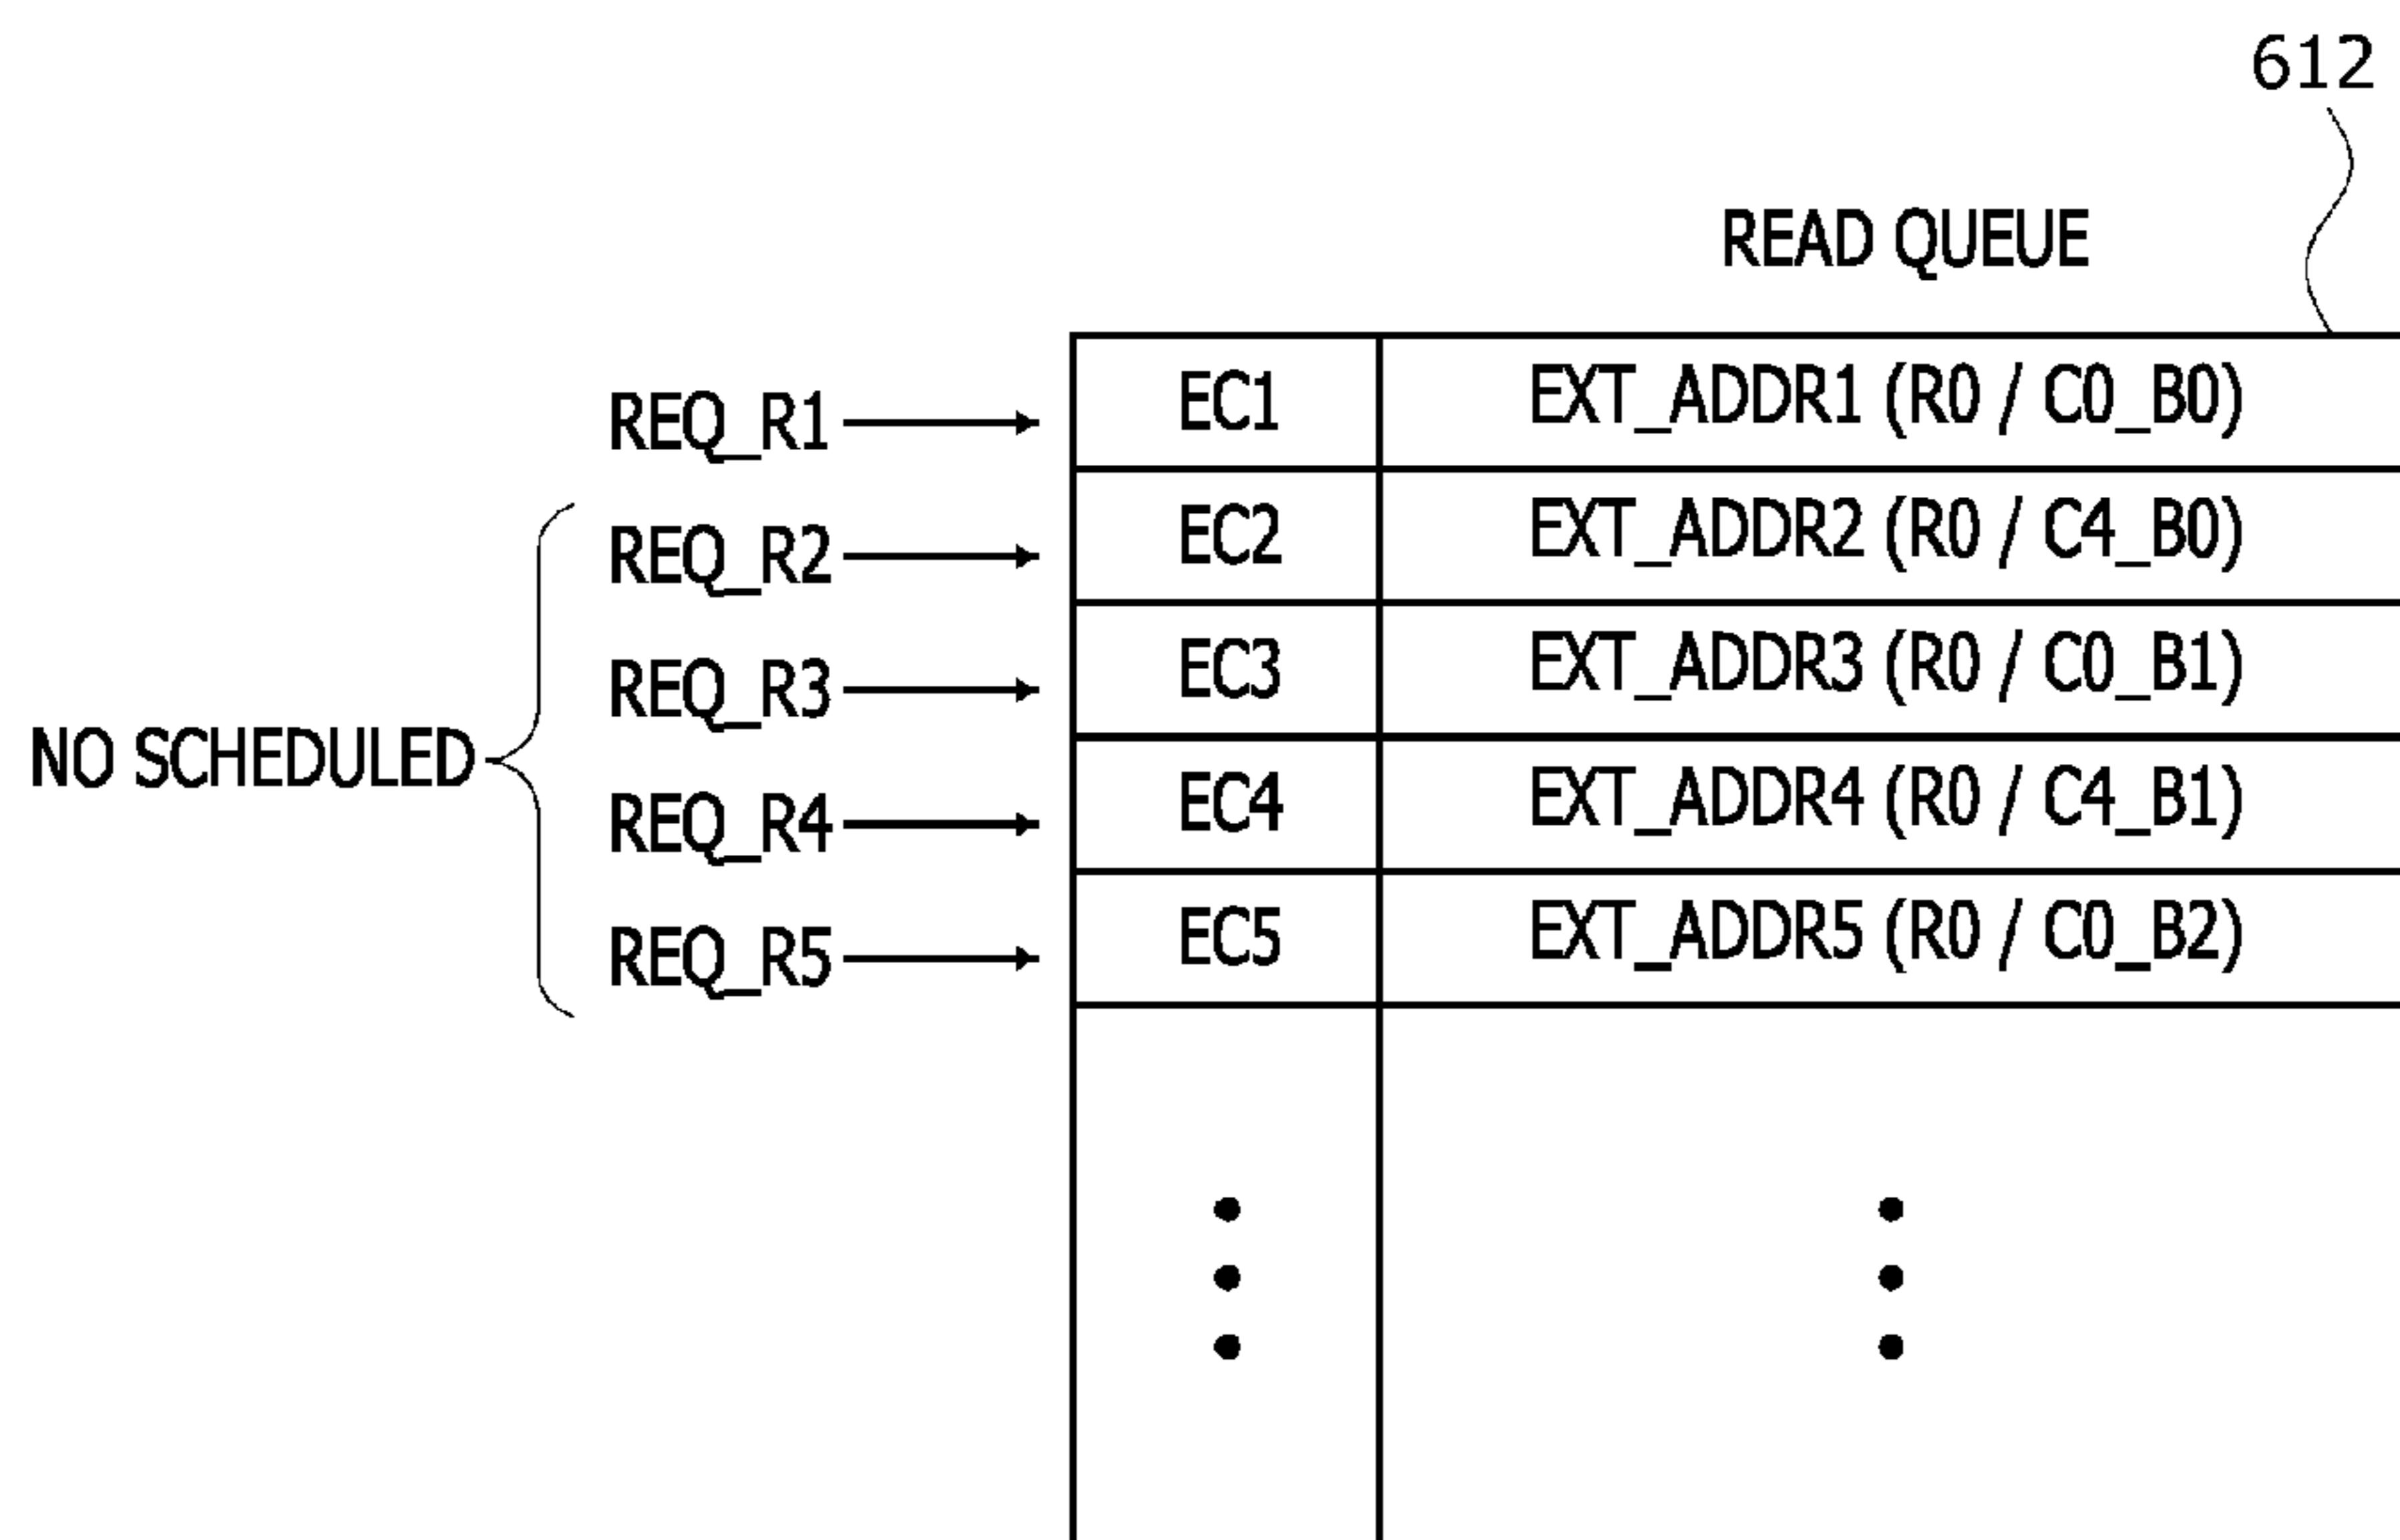 612
READ QUEUE
REQ_R1 EC1 EXT_ADDR1 (R0 / C0_B0)
REQ_R2 EC2 EXT_ADDR2 (R0 / C4_B0)
REQ_R3 EC3 EXT_ADDR3 (R0 / C0_B1)
NO SCHEDULED
REQ_R4 EC4 EXT_ADDR4 (R0 / C4_B1)
REQ_R5 EC5 EXT_ADDR5 (R0 / C0_B2)